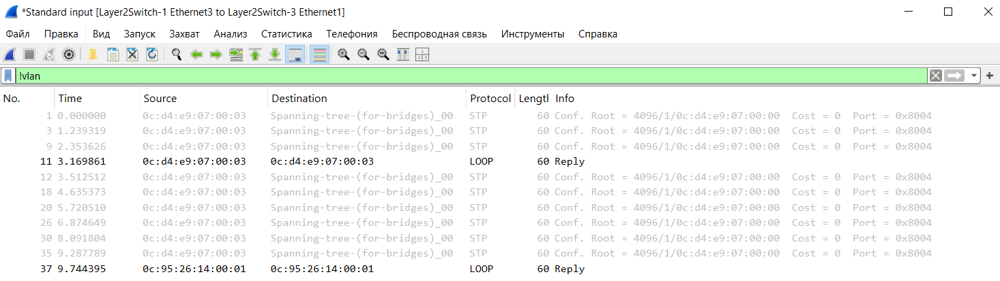 *Standard input [Layer2Switch-1 Ethernet3 to Layer2Switch-3 Ethernet1]
Файл Правка Вид Запуск Захват Анализ Статистика Телефония Беспроводная связь Инструменты Справка
!vlan
No. Time Source Destination Protocol Length Info
1 0.000000 0c:d4:e9:07:00:03 Spanning-tree-(for-bridges)_00 STP 60 Conf. Root = 4096/1/0c:d4:e9:07:00:00 Cost = 0 Port = 0x8004
3 1.239319 0c:d4:e9:07:00:03 Spanning-tree-(for-bridges)_00 STP 60 Conf. Root = 4096/1/0c:d4:e9:07:00:00 Cost = 0 Port = 0x8004
9 2.353626 0c:d4:e9:07:00:03 Spanning-tree-(for-bridges)_00 STP 60 Conf. Root = 4096/1/0c:d4:e9:07:00:00 Cost = 0 Port = 0x8004
11 3.169861 0c:d4:e9:07:00:03 0c:d4:e9:07:00:03 LOOP 60 Reply
12 3.512512 0c:d4:e9:07:00:03 Spanning-tree-(for-bridges)_00 STP 60 Conf. Root = 4096/1/0c:d4:e9:07:00:00 Cost = 0 Port = 0x8004
18 4.635373 0c:d4:e9:07:00:03 Spanning-tree-(for-bridges)_00 STP 60 Conf. Root = 4096/1/0c:d4:e9:07:00:00 Cost = 0 Port = 0x8004
20 5.720510 0c:d4:e9:07:00:03 Spanning-tree-(for-bridges)_00 STP 60 Conf. Root = 4096/1/0c:d4:e9:07:00:00 Cost = 0 Port = 0x8004
26 6.874649 0c:d4:e9:07:00:03 Spanning-tree-(for-bridges)_00 STP 60 Conf. Root = 4096/1/0c:d4:e9:07:00:00 Cost = 0 Port = 0x8004
30 8.091804 0c:d4:e9:07:00:03 Spanning-tree-(for-bridges)_00 STP 60 Conf. Root = 4096/1/0c:d4:e9:07:00:00 Cost = 0 Port = 0x8004
35 9.287789 0c:d4:e9:07:00:03 Spanning-tree-(for-bridges)_00 STP 60 Conf. Root = 4096/1/0c:d4:e9:07:00:00 Cost = 0 Port = 0x8004
37 9.744395 0c:95:26:14:00:01 0c:95:26:14:00:01 LOOP 60 Reply